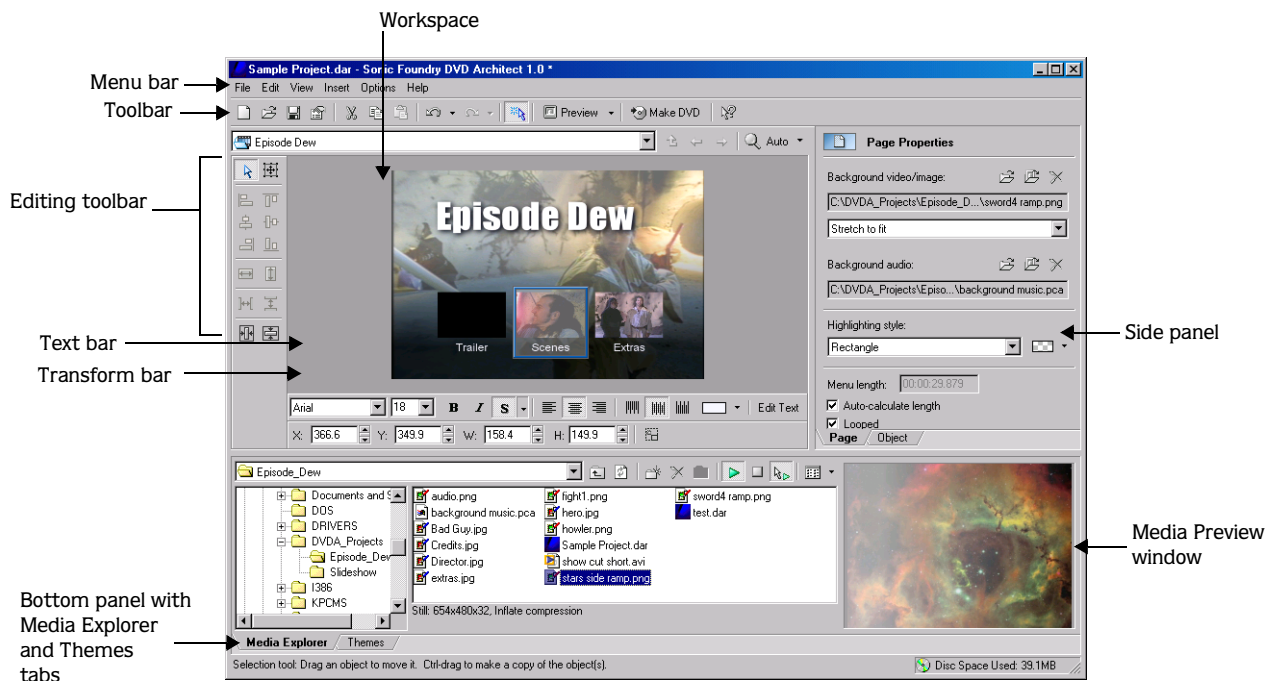 Workspace
Menu bar
Toolbar
Editing toolbar
Text bar
Transform bar
Bottom panel with
Media Explorer
and Themes
tabs
Side panel
Media Preview
window
Sample Project.dar - Sonic Foundry DVD Architect 1.0 *
File Edit View Insert Options Help
Preview Make DVD
Episode Dew Auto
Episode Dew
Trailer Scenes Extras
Arial 18 B I S Edit Text
X: 366.6 Y: 349.9 W: 158.4 H: 149.9
Page Properties
Background video/image:
C:\DVDA_Projects\Episode_D...\sword4 ramp.png
Stretch to fit
Background audio:
C:\DVDA_Projects\Episo...\background music.pca
Highlighting style:
Rectangle
Menu length: 00:00:29.879
Auto-calculate length
Looped
Page Object
Episode_Dew
Documents and S
DOS
DRIVERS
DVDA_Projects
Episode_Dew
Slideshow
I386
KPCMS
audio.png fight1.png sword4 ramp.png
background music.pca hero.jpg test.dar
Bad Guy.jpg howler.png
Credits.jpg Sample Project.dar
Director.jpg show cut short.avi
extras.jpg stars side ramp.png
Still: 654x480x32, Inflate compression
Media Explorer Themes
Selection tool: Drag an object to move it. Ctrl-drag to make a copy of the object(s). Disc Space Used: 39.1MB